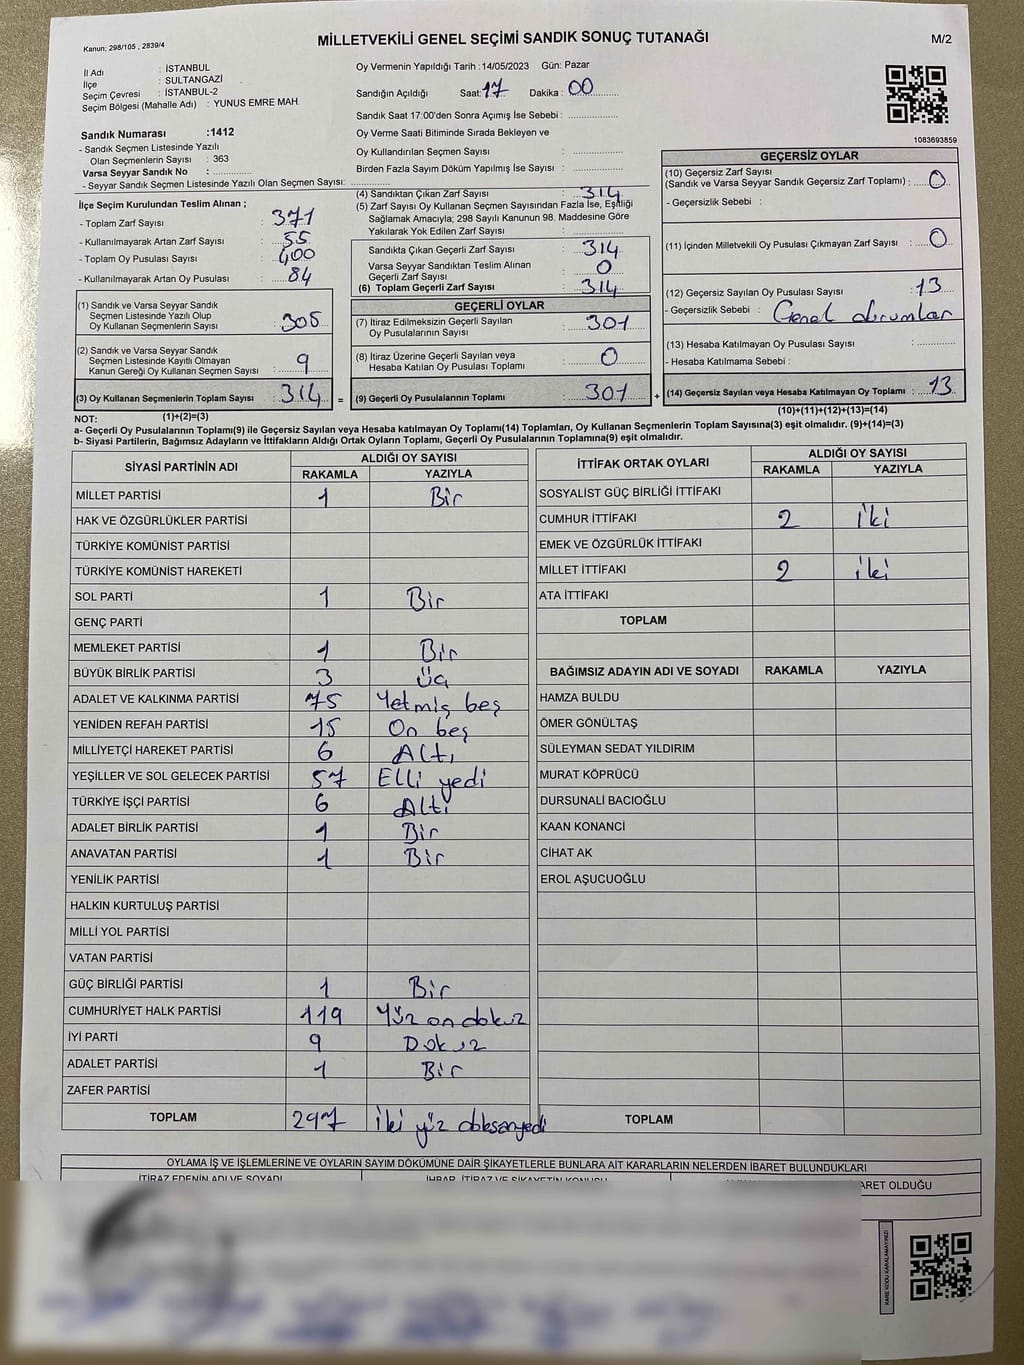 Kanun; 298/105 , 2839/4
MİLLETVEKİLİ GENEL SEÇİMİ SANDIK SONUÇ TUTANAĞI
M/2
İl Adı : İSTANBUL
İlçe : SULTANGAZİ
Seçim Çevresi : İSTANBUL-2
Seçim Bölgesi (Mahalle Adı) : YUNUS EMRE MAH.
Sandık Numarası :1412
- Sandık Seçmen Listesinde Yazılı
Olan Seçmenlerin Sayısı : 363
Varsa Seyyar Sandık No :
- Seyyar Sandık Seçmen Listesinde Yazılı Olan Seçmen Sayısı:
Oy Vermenin Yapıldığı Tarih :14/05/2023 Gün: Pazar
Sandığın Açıldığı Saat: 17 Dakika : 00
Sandık Saat 17:00'den Sonra Açımış İse Sebebi :
Oy Verme Saati Bitiminde Sırada Bekleyen ve
Oy Kullandırılan Seçmen Sayısı :
Birden Fazla Sayım Döküm Yapılmış İse Sayısı :
1083693859
İlçe Seçim Kurulundan Teslim Alınan ;
- Toplam Zarf Sayısı : 371
- Kullanılmayarak Artan Zarf Sayısı : 55
- Toplam Oy Pusulası Sayısı : 400
- Kullanılmayarak Artan Oy Pusulası : 84
(1) Sandık ve Varsa Seyyar Sandık
Seçmen Listesinde Yazılı Olup
Oy Kullanan Seçmenlerin Sayısı : 305
(2) Sandık ve Varsa Seyyar Sandık
Seçmen Listesinde Kayıtlı Olmayan
Kanun Gereği Oy Kullanan Seçmen Sayısı : 9
(3) Oy Kullanan Seçmenlerin Toplam Sayısı : 314 =
(1)+(2)=(3)
(4) Sandıktan Çıkan Zarf Sayısı : 314
(5) Zarf Sayısı Oy Kullanan Seçmen Sayısından Fazla İse, Eşitliği
Sağlamak Amacıyla; 298 Sayılı Kanunun 98. Maddesine Göre
Yakılarak Yok Edilen Zarf Sayısı :
Sandıkta Çıkan Geçerli Zarf Sayısı : 314
Varsa Seyyar Sandıktan Teslim Alınan
Geçerli Zarf Sayısı : 0
(6) Toplam Geçerli Zarf Sayısı : 314
GEÇERLİ OYLAR
(7) İtiraz Edilmeksizin Geçerli Sayılan
Oy Pusulalarının Sayısı : 301
(8) İtiraz Üzerine Geçerli Sayılan veya
Hesaba Katılan Oy Pusulası Toplamı : 0
(9) Geçerli Oy Pusulalarının Toplamı : 301 +
GEÇERSİZ OYLAR
(10) Geçersiz Zarf Sayısı
(Sandık ve Varsa Seyyar Sandık Geçersiz Zarf Toplamı) : 0
- Geçersizlik Sebebi :
(11) İçinden Milletvekili Oy Pusulası Çıkmayan Zarf Sayısı : 0
(12) Geçersiz Sayılan Oy Pusulası Sayısı : 13
- Geçersizlik Sebebi : Genel durumlar
(13) Hesaba Katılmayan Oy Pusulası Sayısı :
- Hesaba Katılmama Sebebi :
(14) Geçersiz Sayılan veya Hesaba Katılmayan Oy Toplamı : 13
(10)+(11)+(12)+(13)=(14)
NOT:
a- Geçerli Oy Pusulalarının Toplamı(9) ile Geçersiz Sayılan veya Hesaba katılmayan Oy Toplamı(14) Toplamları, Oy Kullanan Seçmenlerin Toplam Sayısına(3) eşit olmalıdır. (9)+(14)=(3)
b- Siyasi Partilerin, Bağımsız Adayların ve İttifakların Aldığı Ortak Oyların Toplamı, Geçerli Oy Pusulalarının Toplamına(9) eşit olmalıdır.
SİYASİ PARTİNİN ADI ALDIĞI OY SAYISI
RAKAMLA YAZIYLA
MİLLET PARTİSİ 1 Bir
HAK VE ÖZGÜRLÜKLER PARTİSİ
TÜRKİYE KOMÜNİST PARTİSİ
TÜRKİYE KOMÜNİST HAREKETİ
SOL PARTİ 1 Bir
GENÇ PARTİ
MEMLEKET PARTİSİ 1 Bir
BÜYÜK BİRLİK PARTİSİ 3 Üç
ADALET VE KALKINMA PARTİSİ 75 Yetmiş beş
YENİDEN REFAH PARTİSİ 15 On beş
MİLLİYETÇİ HAREKET PARTİSİ 6 Altı
YEŞİLLER VE SOL GELECEK PARTİSİ 57 Elli yedi
TÜRKİYE İŞÇİ PARTİSİ 6 Altı
ADALET BİRLİK PARTİSİ 1 Bir
ANAVATAN PARTİSİ 1 Bir
YENİLİK PARTİSİ
HALKIN KURTULUŞ PARTİSİ
MİLLİ YOL PARTİSİ
VATAN PARTİSİ
GÜÇ BİRLİĞİ PARTİSİ 1 Bir
CUMHURİYET HALK PARTİSİ 119 Yüz on dokuz
İYİ PARTİ 9 Dokuz
ADALET PARTİSİ 1 Bir
ZAFER PARTİSİ
TOPLAM 297 İki yüz doksanyedi
İTTİFAK ORTAK OYLARI ALDIĞI OY SAYISI
RAKAMLA YAZIYLA
SOSYALİST GÜÇ BİRLİĞİ İTTİFAKI
CUMHUR İTTİFAKI 2 iki
EMEK VE ÖZGÜRLÜK İTTİFAKI
MİLLET İTTİFAKI 2 iki
ATA İTTİFAKI
TOPLAM
BAĞIMSIZ ADAYIN ADI VE SOYADI RAKAMLA YAZIYLA
HAMZA BULDU
ÖMER GÖNÜLTAŞ
SÜLEYMAN SEDAT YILDIRIM
MURAT KÖPRÜCÜ
DURSUNALİ BACIOĞLU
KAAN KONANCİ
CİHAT AK
EROL AŞUCUOĞLU
TOPLAM
OYLAMA İŞ VE İŞLEMLERİNE VE OYLARIN SAYIM DÖKÜMÜNE DAİR ŞİKAYETLERLE BUNLARA AİT KARARLARIN NELERDEN İBARET BULUNDUKLARI
İTİRAZ EDENİN ADI VE SOYADI İHBAR, İTİRAZ VE ŞİKAYETİN KONUSU
KARE KODU KARALAMAYINIZ!